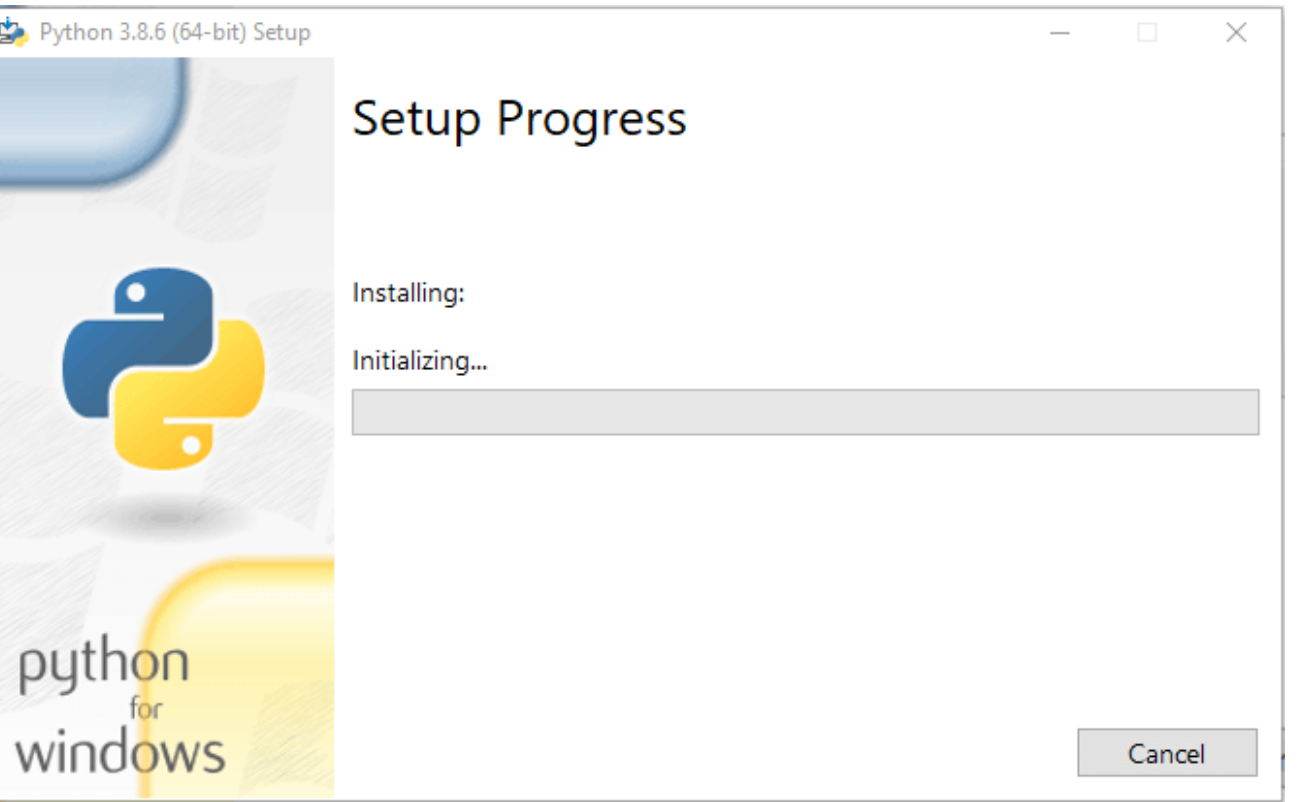 Python 3.8.6 (64-bit) Setup
Setup Progress
Installing:
Initializing...
python
for
windows
Cancel